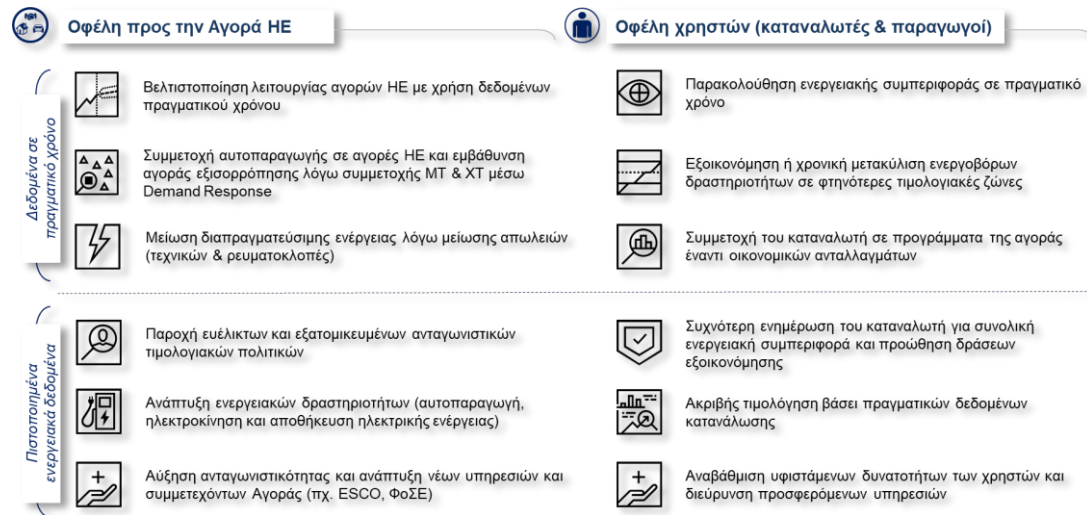 Οφέλη προς την Αγορά ΗΕ
Οφέλη χρηστών (καταναλωτές & παραγωγοί)
Δεδομένα σε
πραγματικό χρόνο
Βελτιστοποίηση λειτουργίας αγορών ΗΕ με χρήση δεδομένων
πραγματικού χρόνου
Συμμετοχή αυτοπαραγωγής σε αγορές ΗΕ και εμβάθυνση
αγοράς εξισορρόπησης λόγω συμμετοχής ΜΤ & ΧΤ μέσω
Demand Response
Μείωση διαπραγματεύσιμης ενέργειας λόγω μείωσης απωλειών
(τεχνικών & ρευματοκλοπές)
Παρακολούθηση ενεργειακής συμπεριφοράς σε πραγματικό
χρόνο
Εξοικονόμηση ή χρονική μετακύλιση ενεργοβόρων
δραστηριοτήτων σε φτηνότερες τιμολογιακές ζώνες
Συμμετοχή του καταναλωτή σε προγράμματα της αγοράς
έναντι οικονομικών ανταλλαγμάτων
Πιστοποιημένα
ενεργειακά δεδομένα
Παροχή ευέλικτων και εξατομικευμένων ανταγωνιστικών
τιμολογιακών πολιτικών
Ανάπτυξη ενεργειακών δραστηριοτήτων (αυτοπαραγωγή,
ηλεκτροκίνηση και αποθήκευση ηλεκτρικής ενέργειας)
Αύξηση ανταγωνιστικότητας και ανάπτυξη νέων υπηρεσιών και
συμμετεχόντων Αγοράς (πχ. ESCO, ΦοΣΕ)
Συχνότερη ενημέρωση του καταναλωτή για συνολική
ενεργειακή συμπεριφορά και προώθηση δράσεων
εξοικονόμησης
Ακριβής τιμολόγηση βάσει πραγματικών δεδομένων
κατανάλωσης
Αναβάθμιση υφιστάμενων δυνατοτήτων των χρηστών και
διεύρυνση προσφερόμενων υπηρεσιών